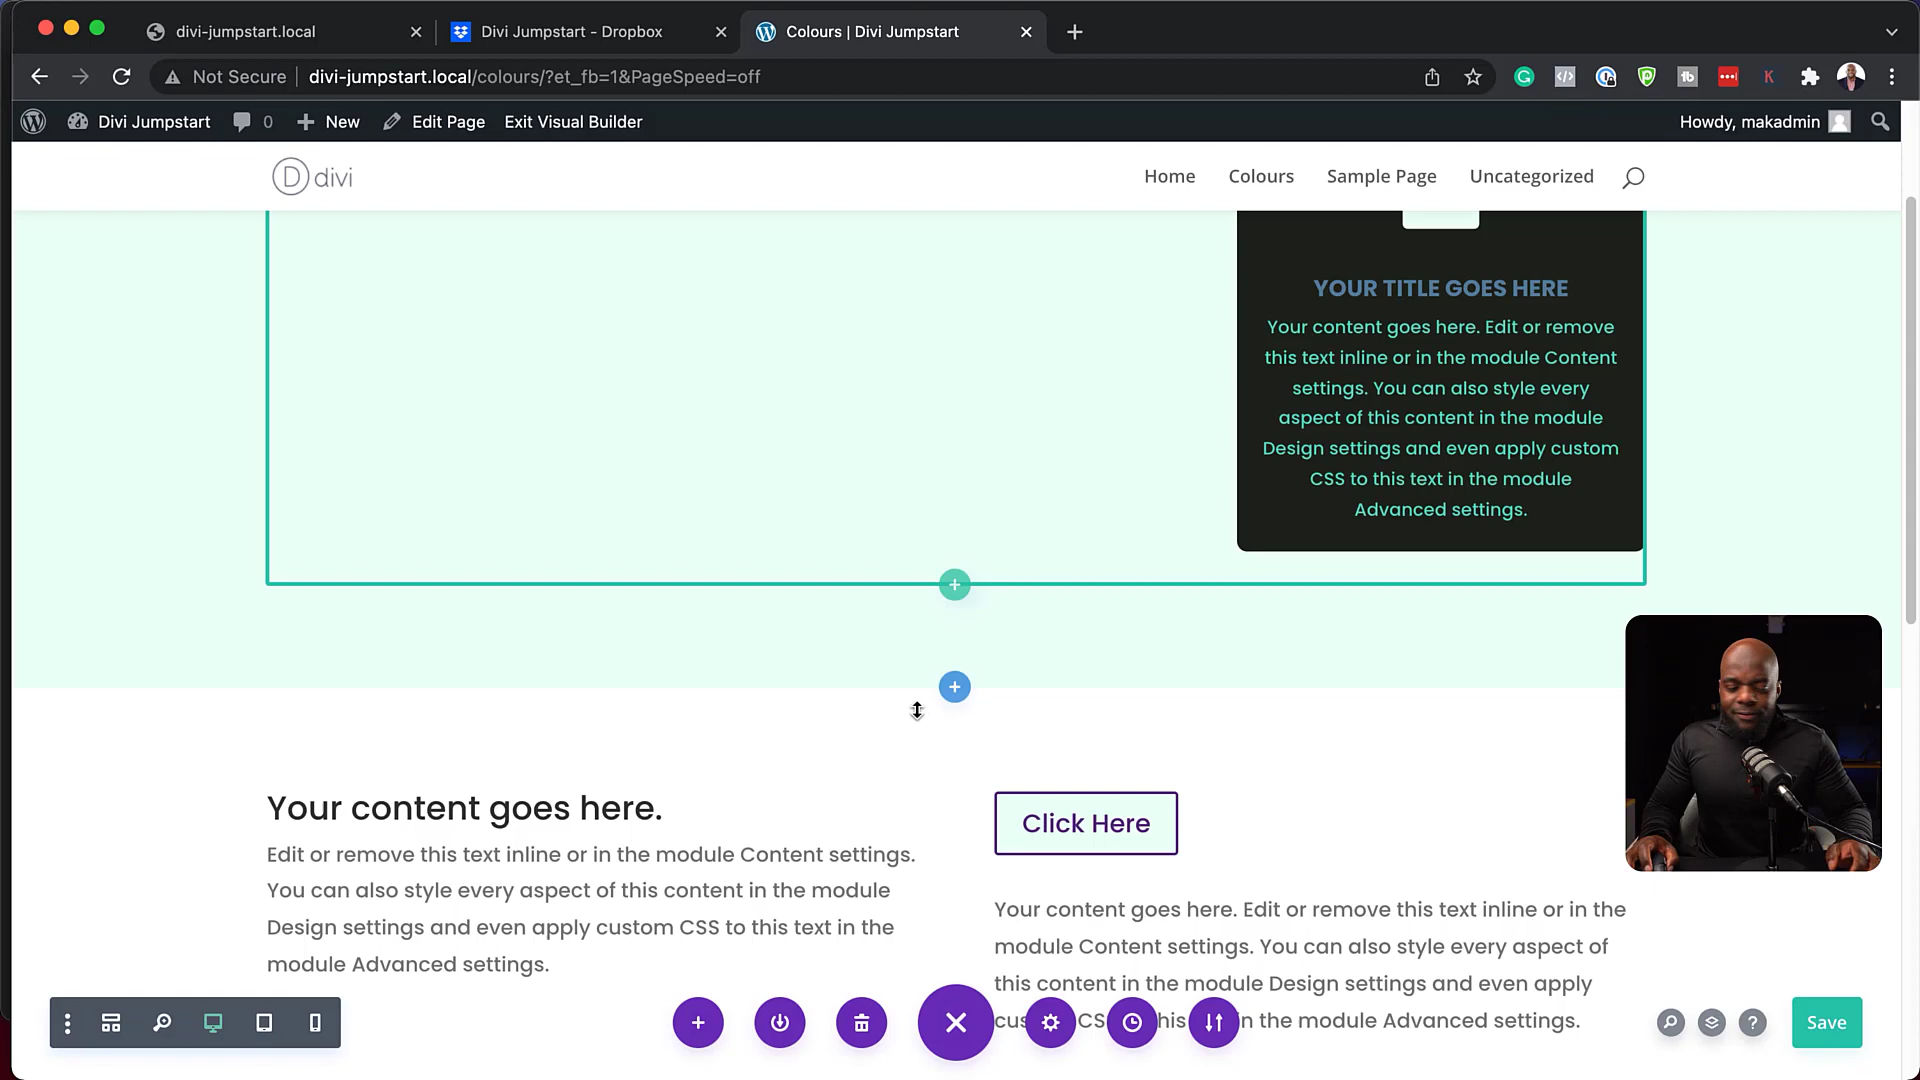 divi-jumpstart.local
Divi Jumpstart - Dropbox
Colours | Divi Jumpstart
Not Secure
divi-jumpstart.local/colours/?et_fb=1&PageSpeed=off
Divi Jumpstart
0
New
Edit Page
Exit Visual Builder
Howdy, makadmin
D divi
Home
Colours
Sample Page
Uncategorized
YOUR TITLE GOES HERE
Your content goes here. Edit or remove
this text inline or in the module Content
settings. You can also style every
aspect of this content in the module
Design settings and even apply custom
CSS to this text in the module
Advanced settings.
Your content goes here.
Edit or remove this text inline or in the module Content settings.
You can also style every aspect of this content in the module
Design settings and even apply custom CSS to this text in the
module Advanced settings.
Click Here
Your content goes here. Edit or remove this text inline or in the
module Content settings. You can also style every aspect of
this content in the module Design settings and even apply
CS his n the module Advanced settings.
Save